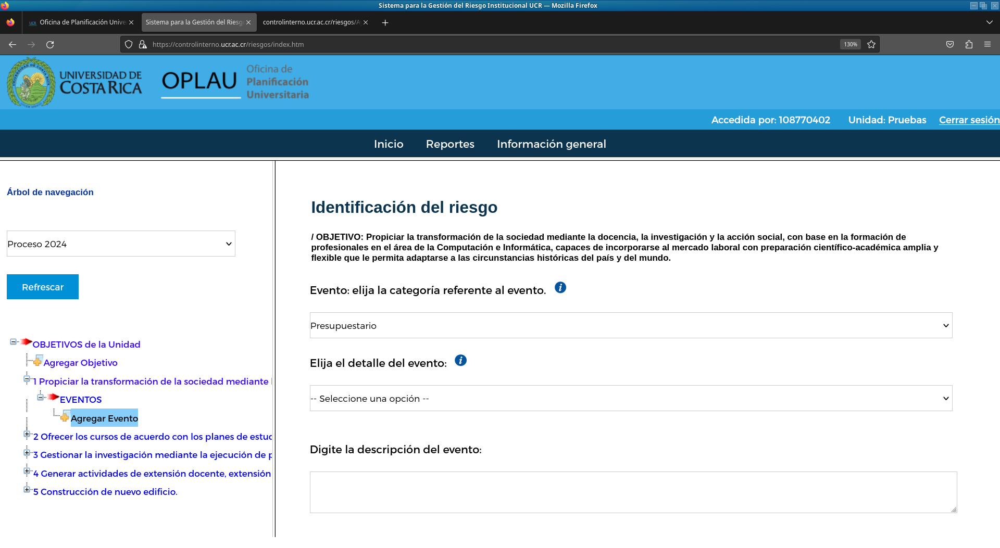 Sistema para la Gestión del Riesgo Institucional UCR — Mozilla Firefox
Oficina de Planificación Unive
Sistema para la Gestión del Riesg
controlinterno.ucr.ac.cr/riesgos/A
https://controlinterno.ucr.ac.cr/riesgos/index.htm
130%
UNIVERSIDAD DE
COSTA RICA
OPLAU
Oficina de
Planificación
Universitaria
Accedida por: 108770402
Unidad: Pruebas
Cerrar sesión
Inicio
Reportes
Información general
Árbol de navegación
Proceso 2024
Refrescar
OBJETIVOS de la Unidad
Agregar Objetivo
1 Propiciar la transformación de la sociedad mediante
EVENTOS
Agregar Evento
2 Ofrecer los cursos de acuerdo con los planes de estud
3 Gestionar la investigación mediante la ejecución de p
4 Generar actividades de extensión docente, extensión
5 Construcción de nuevo edificio.
Identificación del riesgo
/ OBJETIVO: Propiciar la transformación de la sociedad mediante la docencia, la investigación y la acción social, con base en la formación de
profesionales en el área de la Computación e Informática, capaces de incorporarse al mercado laboral con preparación científico-académica amplia y
flexible que le permita adaptarse a las circunstancias históricas del país y del mundo.
Evento: elija la categoría referente al evento.
Presupuestario
Elija el detalle del evento:
-- Seleccione una opción --
Digite la descripción del evento: